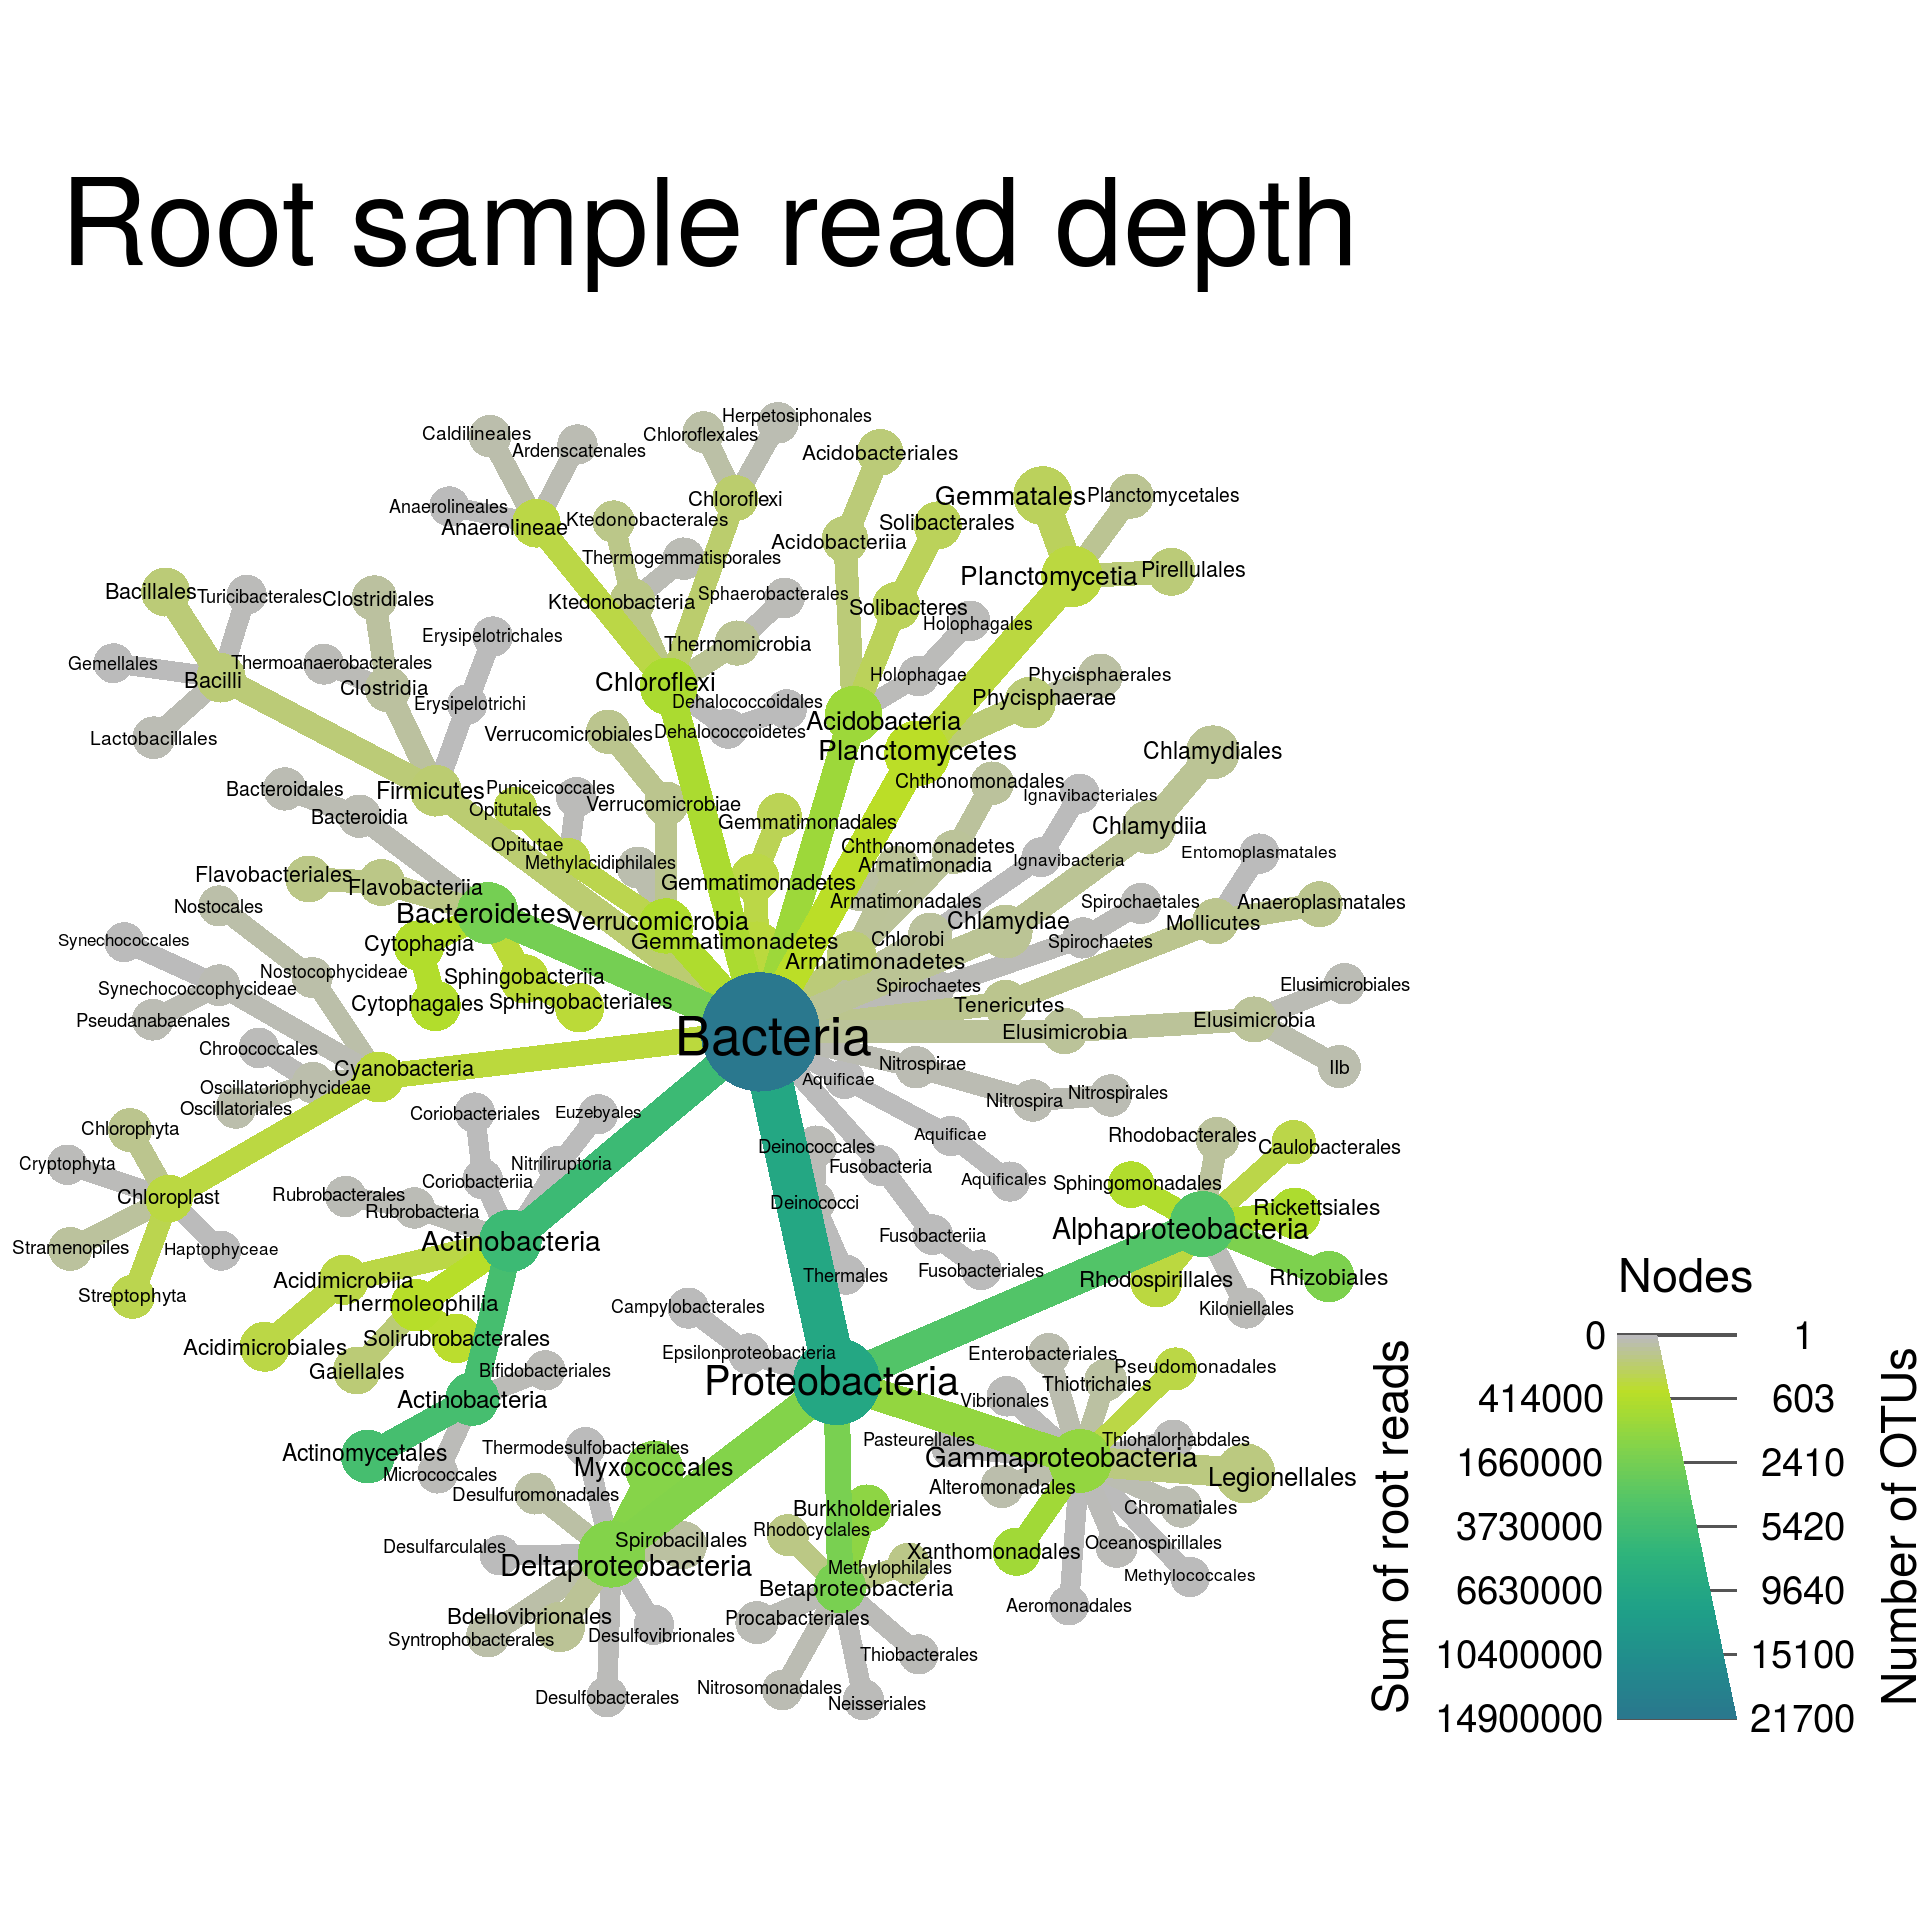 Root sample read depth
Herpetosiphonales
Caldilineales
Chloroflexales
Ardenscatenales
Acidobacteriales
Gemmatales
Planctomycetales
Chloroflexi
Anaerolineales
Anaerolineae
Ktedonobacterales
Solibacterales
Acidobacteriia
Thermogemmatisporales
Planctomycetia
Pirellulales
Bacillales
Turicibacterales
Clostridiales
Sphaerobacterales
Ktedonobacteria
Solibacteres
Holophagales
Erysipelotrichales
Thermomicrobia
Gemellales
Thermoanaerobacterales
Holophagae
Phycisphaerales
Bacilli
Clostridia
Chloroflexi
Phycisphaerae
Erysipelotrichi
Dehalococcoidales
Acidobacteria
Lactobacillales
Verrucomicrobiales
Dehalococcoidetes
Planctomycetes
Chlamydiales
Bacteroidales
Firmicutes
Puniceicoccales
Chthonomonadales
Ignavibacteriales
Opitutales
Verrucomicrobiae
Bacteroidia
Gemmatimonadales
Chlamydiia
Opitutae
Chthonomonadetes
Methylacidiphilales
Armatimonadia
Ignavibacteria
Entomoplasmatales
Flavobacteriales
Flavobacteriia
Gemmatimonadetes
Nostocales
Bacteroidetes
Verrucomicrobia
Armatimonadales
Spirochaetales
Anaeroplasmatales
Chlamydiae
Mollicutes
Synechococcales
Cytophagia
Gemmatimonadetes
Chlorobi
Spirochaetes
Armatimonadetes
Nostocophycideae
Sphingobacteriia
Synechococcophycideae
Spirochaetes
Elusimicrobiales
Cytophagales
Sphingobacteriales
Tenericutes
Pseudanabaenales
Bacteria
Elusimicrobia
Elusimicrobia
Chroococcales
Cyanobacteria
Nitrospirae
IIb
Oscillatoriophycideae
Aquificae
Oscillatoriales
Coriobacteriales
Euzebyales
Nitrospira
Nitrospirales
Chlorophyta
Deinococcales
Aquificae
Rhodobacterales
Caulobacterales
Cryptophyta
Nitriliruptoria
Fusobacteria
Coriobacteriia
Aquificales
Sphingomonadales
Chloroplast
Rubrobacterales
Rubrobacteria
Deinococci
Rickettsiales
Stramenopiles
Haptophyceae
Actinobacteria
Fusobacteriia
Alphaproteobacteria
Acidimicrobiia
Thermales
Fusobacteriales
Rhodospirillales
Rhizobiales
Streptophyta
Thermoleophilia
Campylobacterales
Kiloniellales
Acidimicrobiales
Solirubrobacterales
Epsilonproteobacteria
Enterobacteriales
Gaiellales
Bifidobacteriales
Proteobacteria
Pseudomonadales
Thiotrichales
Actinobacteria
Vibrionales
Actinomycetales
Thermodesulfobacteriales
Pasteurellales
Thiohalorhabdales
Micrococcales
Myxococcales
Gammaproteobacteria
Legionellales
Desulfuromonadales
Alteromonadales
Burkholderiales
Chromatiales
Desulfarculales
Spirobacillales
Rhodocyclales
Xanthomonadales
Oceanospirillales
Deltaproteobacteria
Methylophilales
Methylococcales
Betaproteobacteria
Bdellovibrionales
Procabacteriales
Aeromonadales
Syntrophobacterales
Desulfovibrionales
Thiobacterales
Desulfobacterales
Nitrosomonadales
Neisseriales
Nodes
Sum of root reads
Number of OTUs
0 1
414000 603
1660000 2410
3730000 5420
6630000 9640
10400000 15100
14900000 21700